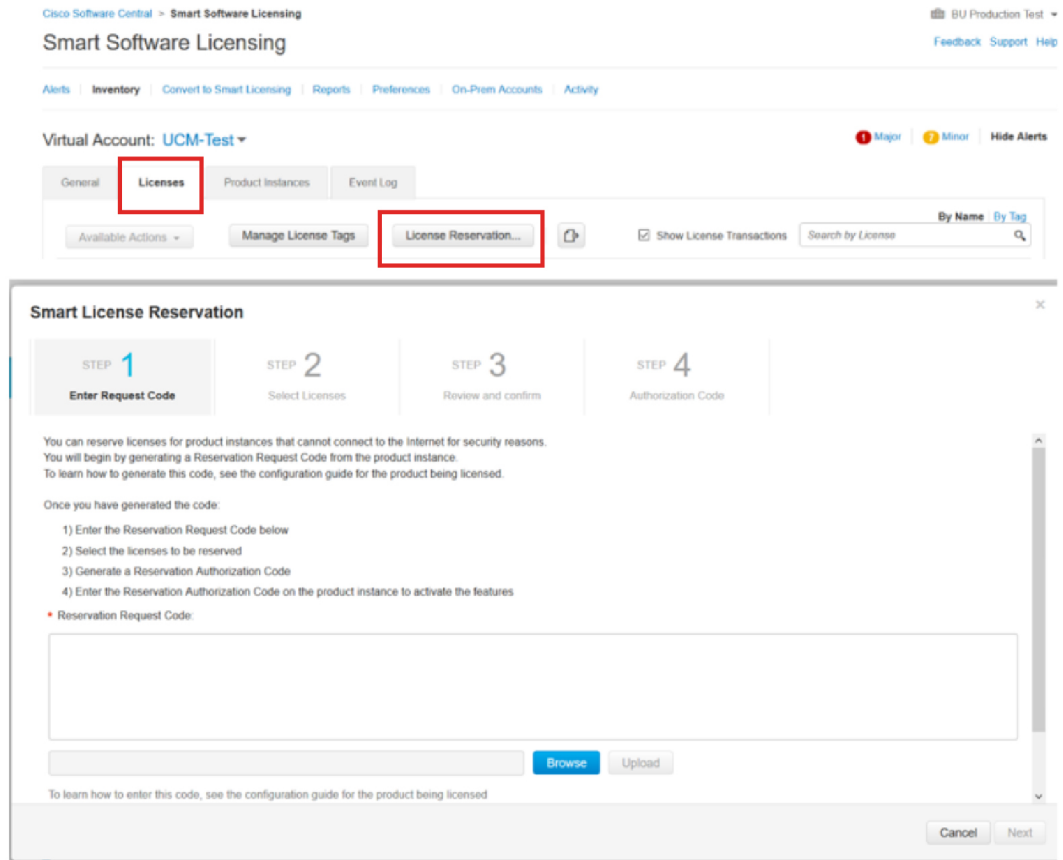 Cisco Software Central > Smart Software Licensing
BU Production Test
Smart Software Licensing
Feedback Support Help
Alerts | Inventory | Convert to Smart Licensing | Reports | Preferences | On-Prem Accounts | Activity
Virtual Account: UCM-Test
1 Major | Minor | Hide Alerts
General Licenses Product Instances Event Log
By Name | By Tag
Available Actions Manage License Tags License Reservation... Show License Transactions Search by License
Smart License Reservation
×
STEP 1 STEP 2 STEP 3 STEP 4
Enter Request Code Select Licenses Review and confirm Authorization Code
You can reserve licenses for product instances that cannot connect to the Internet for security reasons.
You will begin by generating a Reservation Request Code from the product instance.
To learn how to generate this code, see the configuration guide for the product being licensed.
Once you have generated the code:
1) Enter the Reservation Request Code below
2) Select the licenses to be reserved
3) Generate a Reservation Authorization Code
4) Enter the Reservation Authorization Code on the product instance to activate the features
* Reservation Request Code:
Browse Upload
To learn how to enter this code, see the configuration guide for the product being licensed
Cancel Next